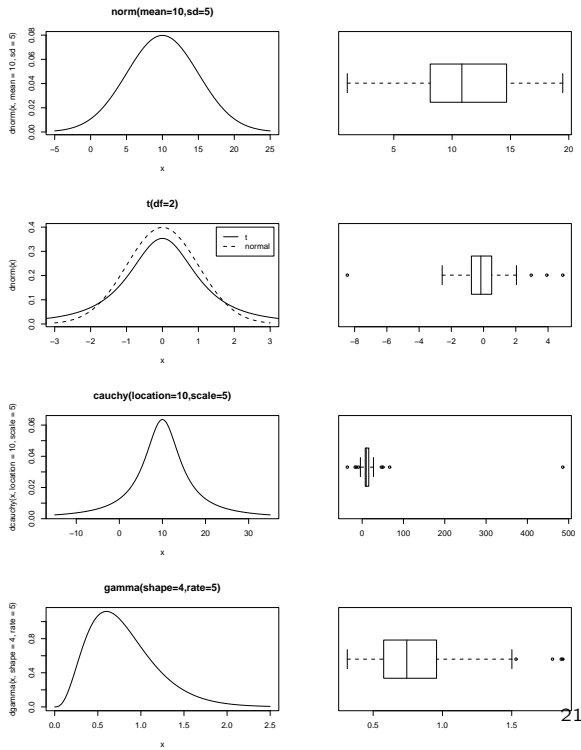 norm(mean=10,sd=5)
dnorm(x, mean = 10, sd = 5)
0.00 0.02 0.04 0.06 0.08
−5 0 5 10 15 20 25
x
5 10 15 20
t(df=2)
dnorm(x)
0.0 0.1 0.2 0.3 0.4
t
normal
−3 −2 −1 0 1 2 3
x
−8 −6 −4 −2 0 2 4
cauchy(location=10,scale=5)
dcauchy(x, location = 10, scale = 5)
0.00 0.02 0.04 0.06
−10 0 10 20 30
x
0 100 200 300 400 500
gamma(shape=4,rate=5)
dgamma(x, shape = 4, rate = 5)
0.0 0.4 0.8
0.0 0.5 1.0 1.5 2.0 2.5
x
0.5 1.0 1.5
21